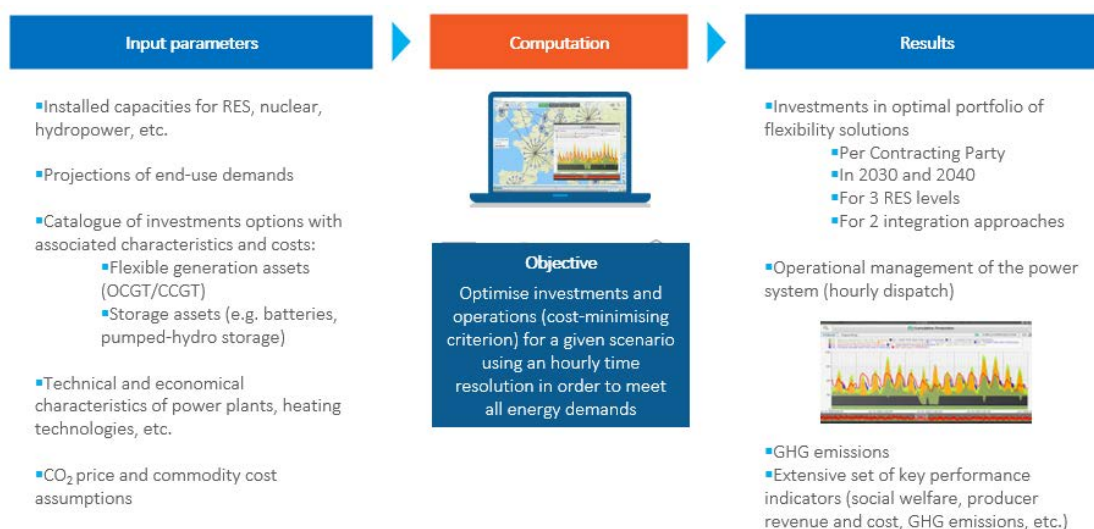 Input parameters
▪Installed capacities for RES, nuclear,
hydropower, etc.
▪Projections of end-use demands
▪Catalogue of investments options with
associated characteristics and costs:
▪Flexible generation assets
(OCGT/CCGT)
▪Storage assets (e.g. batteries,
pumped-hydro storage)
▪Technical and economical
characteristics of power plants, heating
technologies, etc.
▪CO₂ price and commodity cost
assumptions
Computation
Objective
Optimise investments and
operations (cost-minimising
criterion) for a given scenario
using an hourly time
resolution in order to meet
all energy demands
Results
▪Investments in optimal portfolio of
flexibility solutions
▪Per Contracting Party
▪In 2030 and 2040
▪For 3 RES levels
▪For 2 integration approaches
▪Operational management of the power
system (hourly dispatch)
▪GHG emissions
▪Extensive set of key performance
indicators (social welfare, producer
revenue and cost, GHG emissions, etc.)